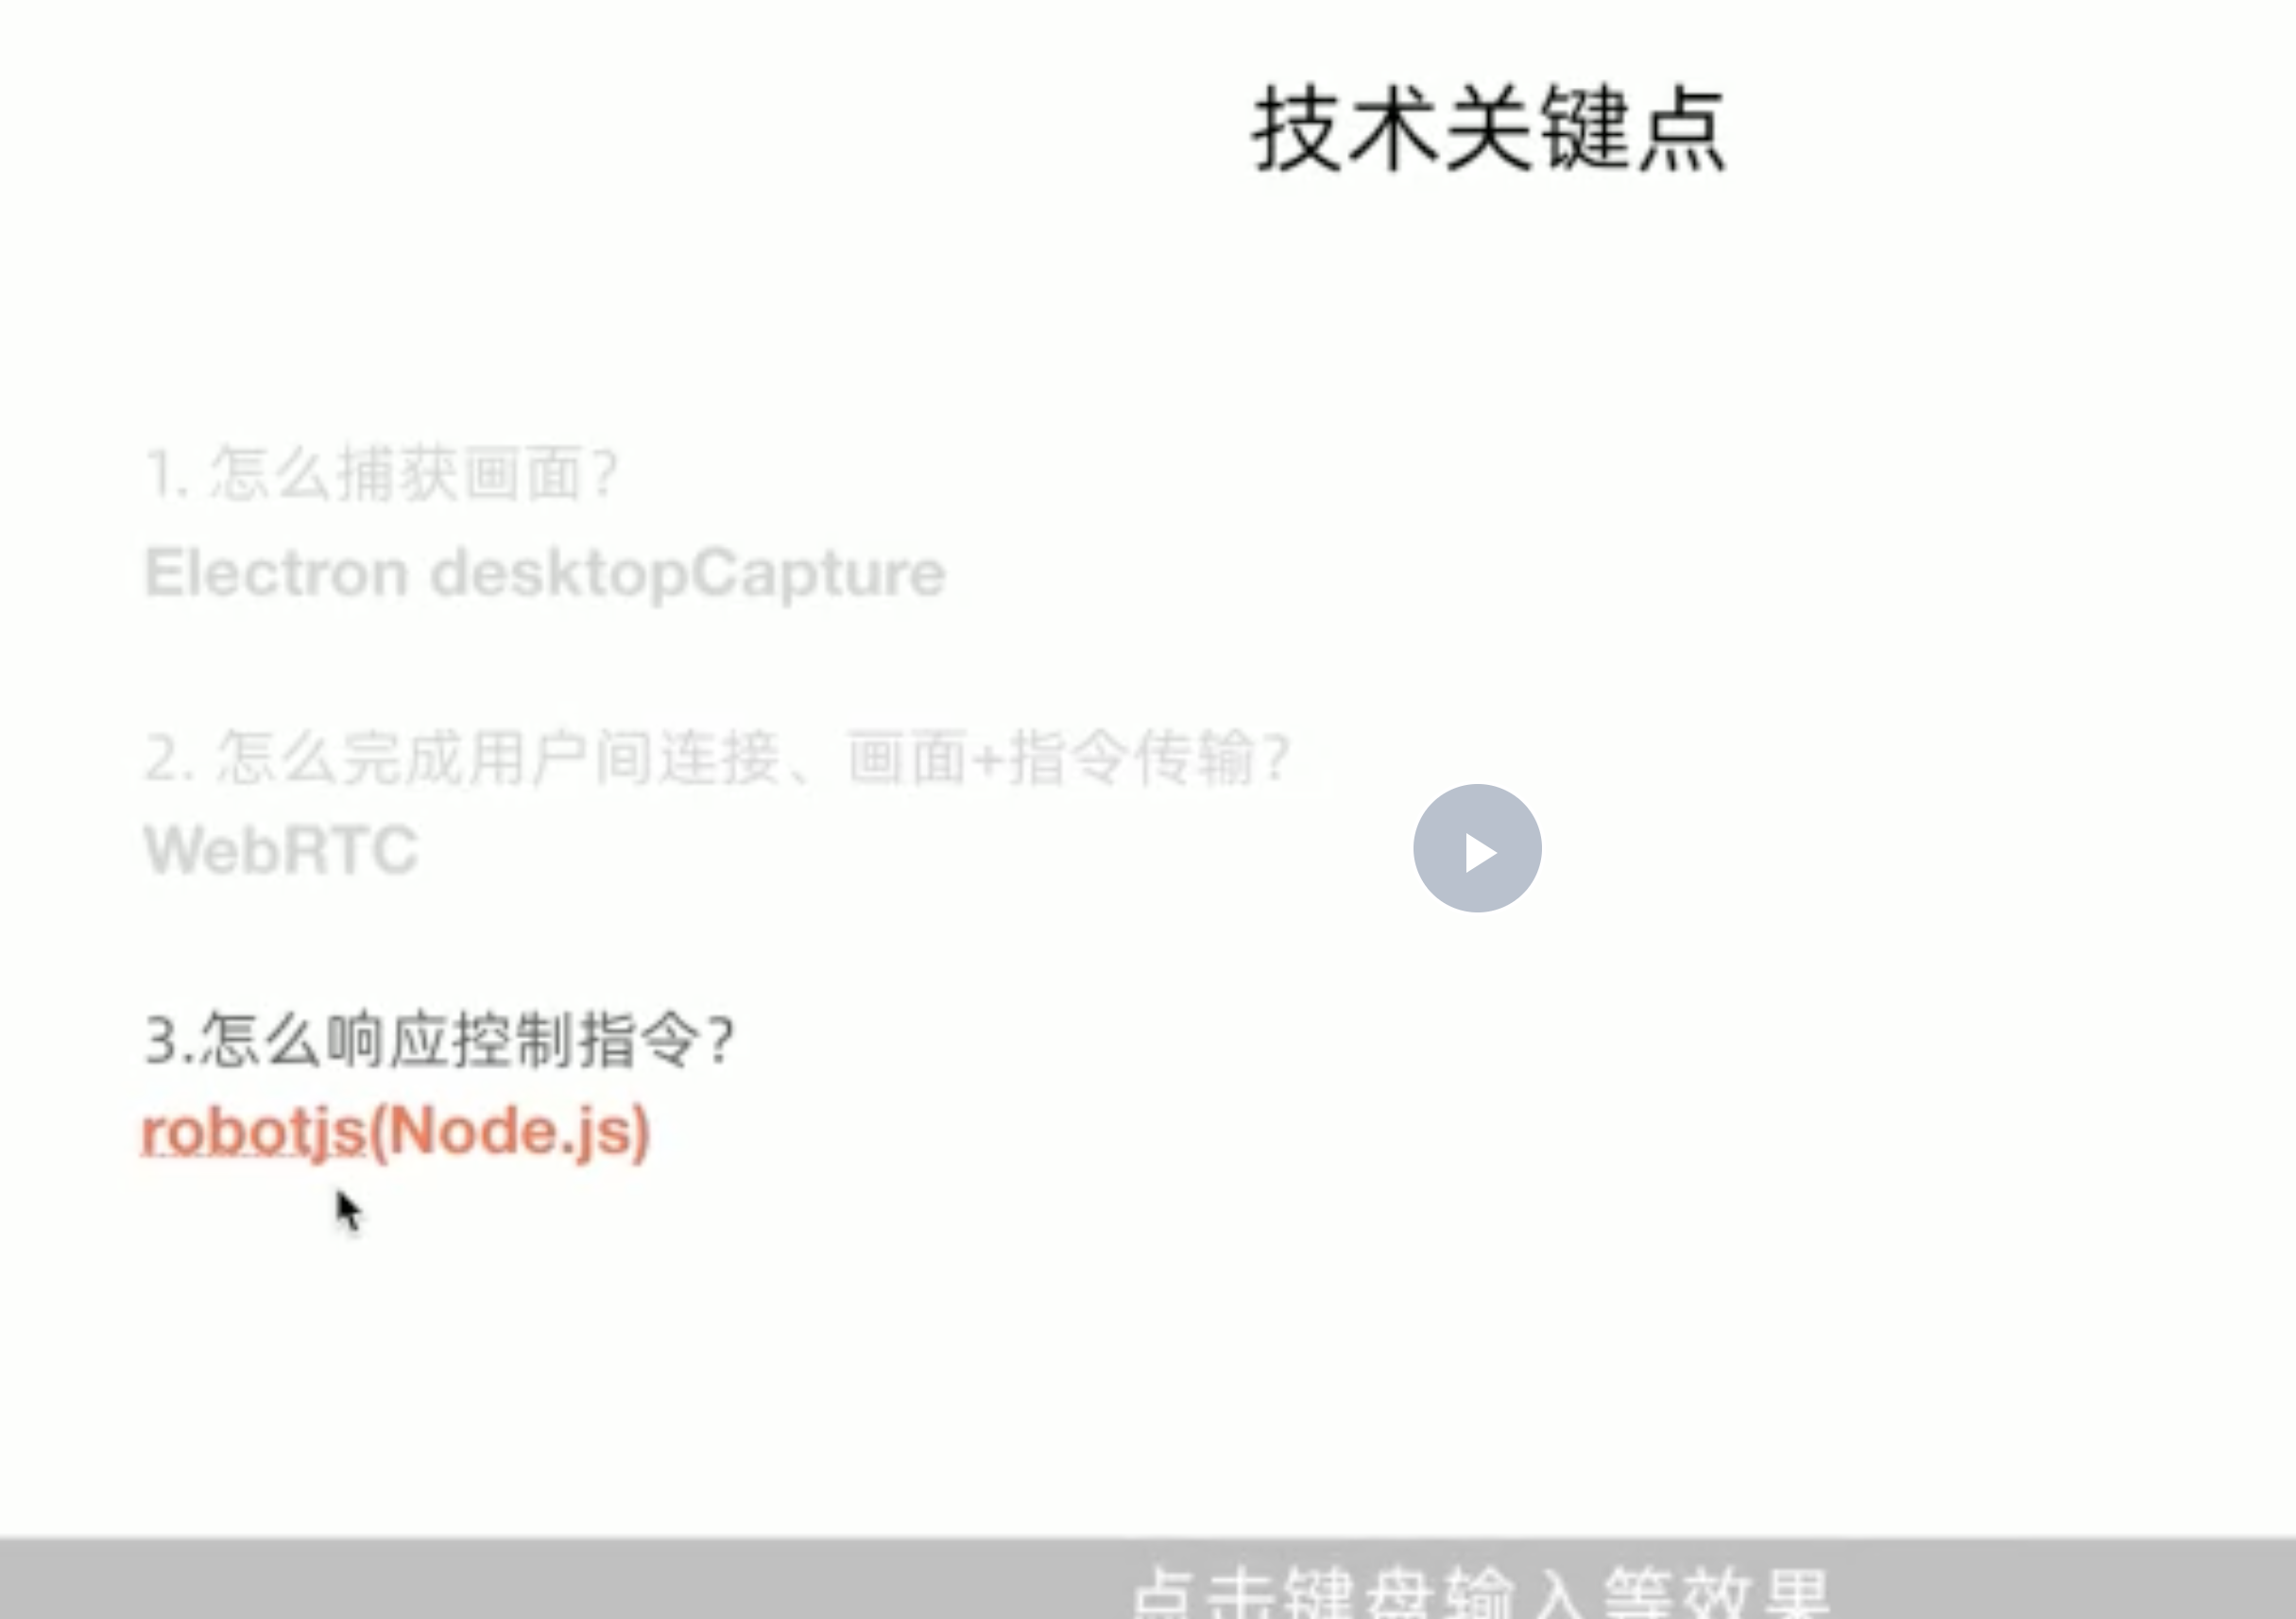 技术关键点
1. 怎么捕获画面?
Electron desktopCapture
2. 怎么完成用户间连接、画面+指令传输?
WebRTC
3.怎么响应控制指令?
robotjs(Node.js)
点击键盘输入等效果